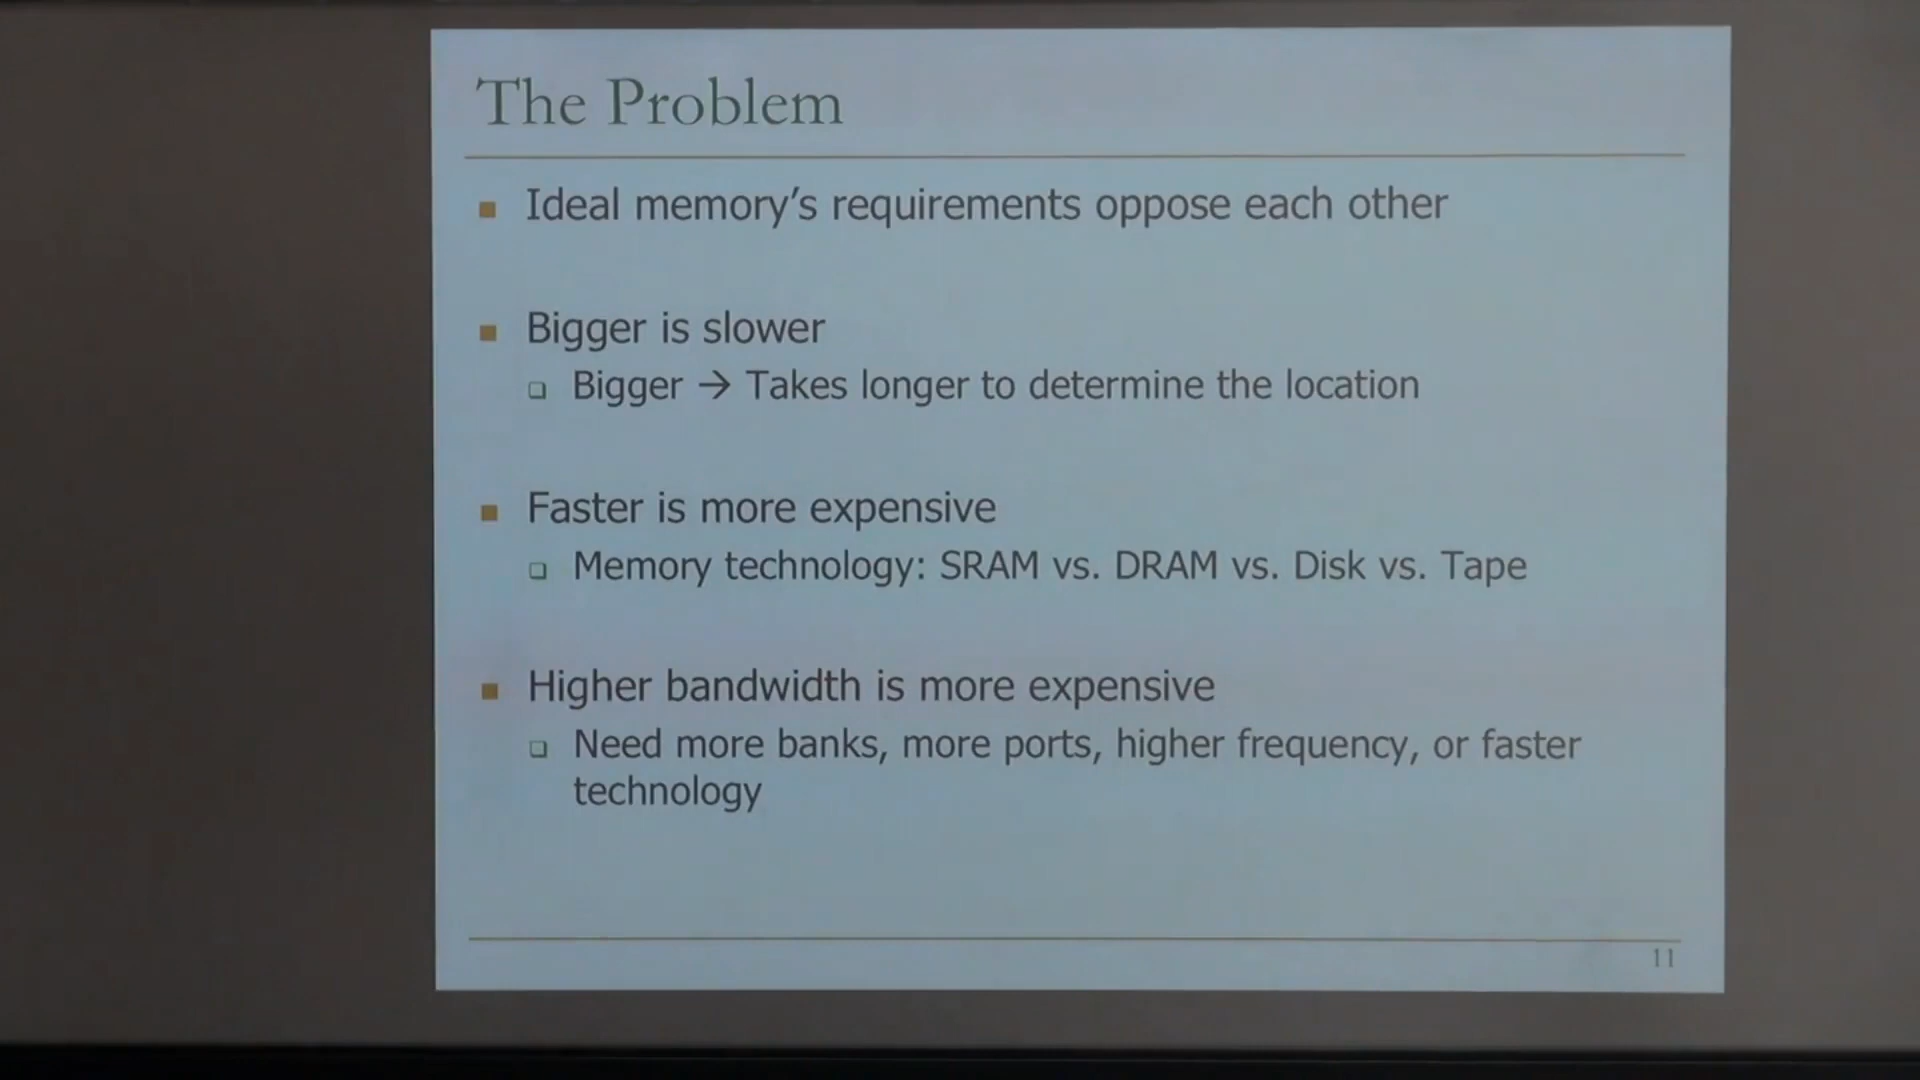 The Problem
Ideal memory's requirements oppose each other
Bigger is slower
Bigger → Takes longer to determine the location
Faster is more expensive
Memory technology: SRAM vs. DRAM vs. Disk vs. Tape
Higher bandwidth is more expensive
Need more banks, more ports, higher frequency, or faster
technology
11